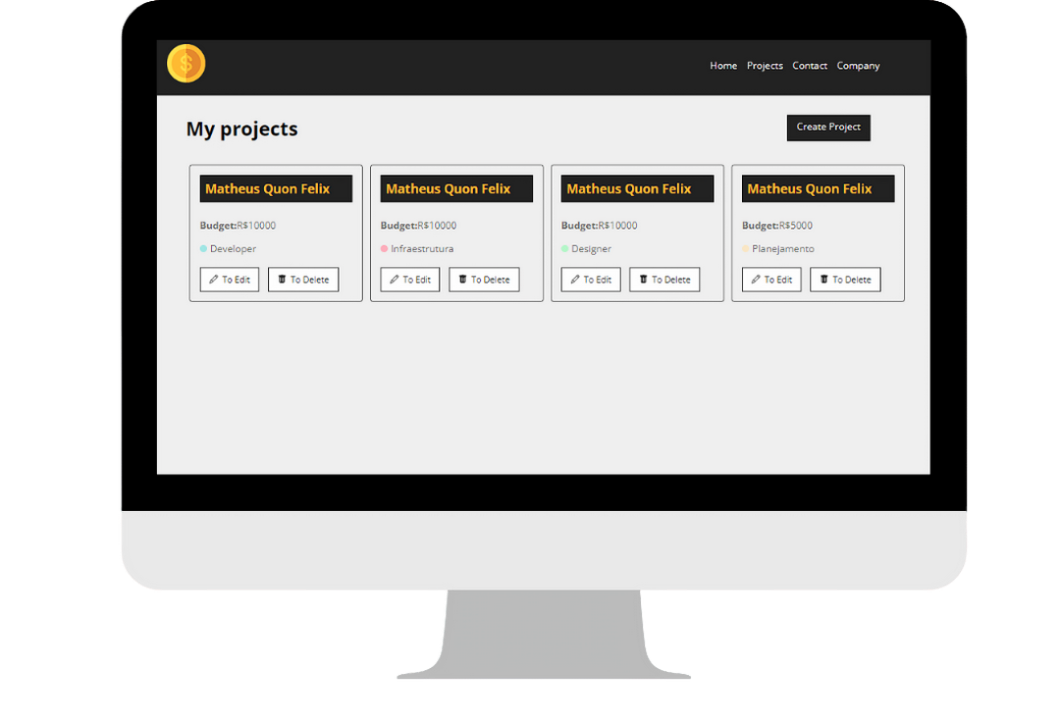 $
Home Projects Contact Company
My projects
Create Project
Matheus Quon Felix
Budget:R$10000
Developer
To Edit To Delete
Matheus Quon Felix
Budget:R$10000
Infraestrutura
To Edit To Delete
Matheus Quon Felix
Budget:R$10000
Designer
To Edit To Delete
Matheus Quon Felix
Budget:R$5000
Planejamento
To Edit To Delete